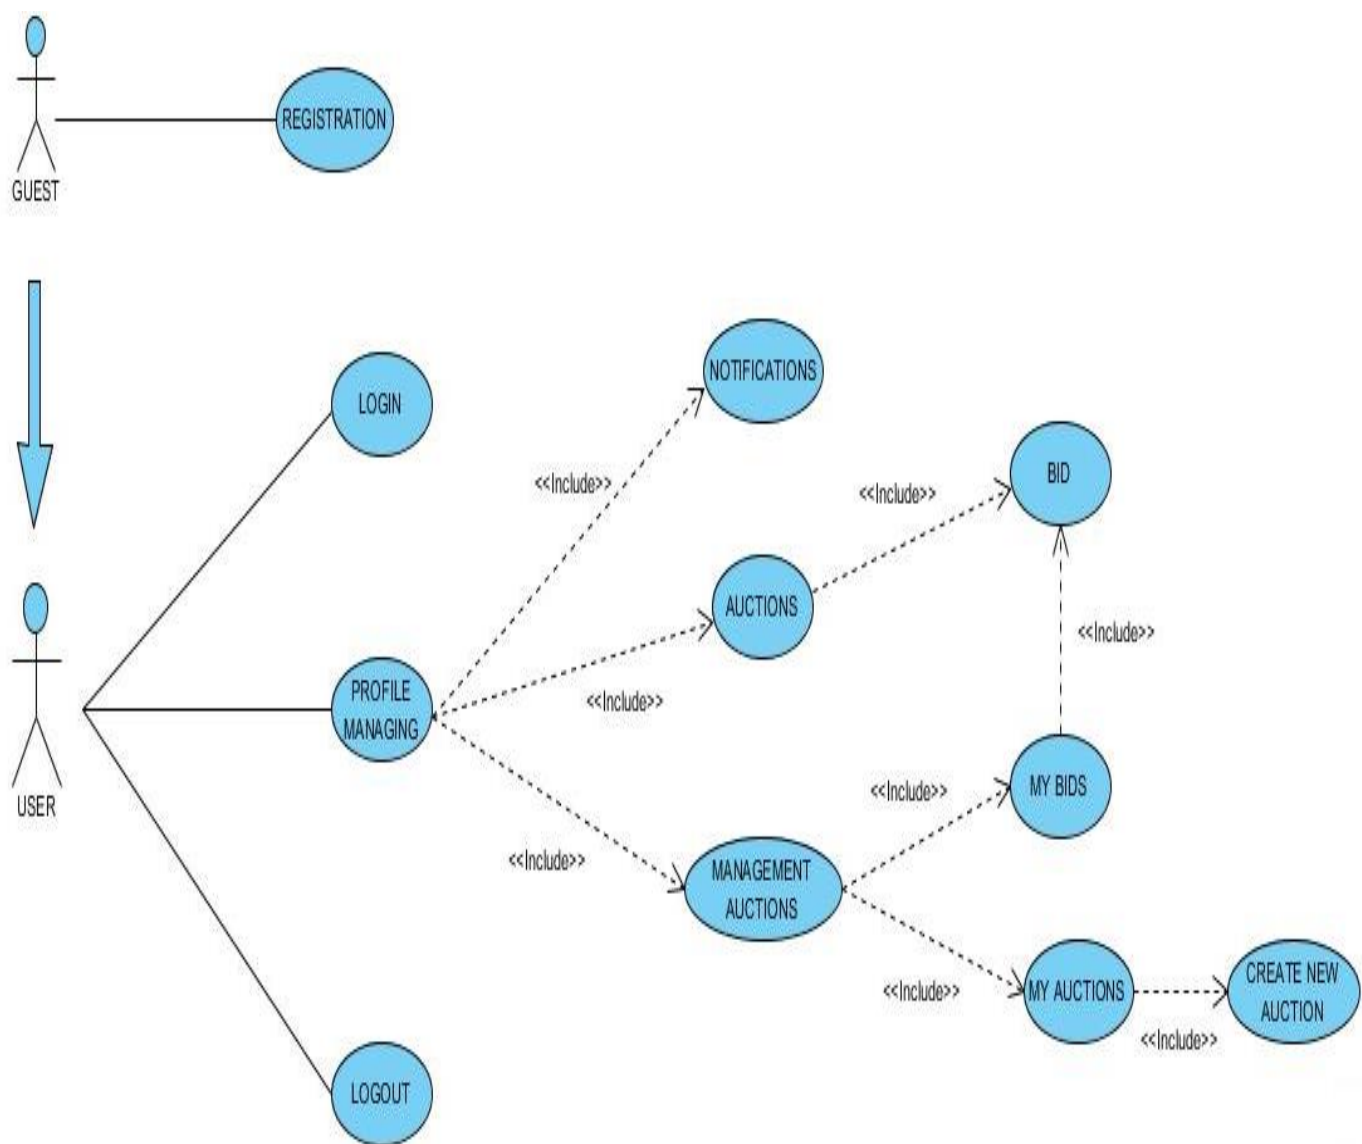 REGISTRATION
GUEST
NOTIFICATIONS
LOGIN
BID
<<Include>>
<<Include>>
AUCTIONS
<<Include>>
PROFILE
MANAGING
<<Include>>
MY BIDS
<<Include>>
USER
<<Include>>
MANAGEMENT
AUCTIONS
MY AUCTIONS
CREATE NEW
AUCTION
<<Include>>
<<Include>>
LOGOUT